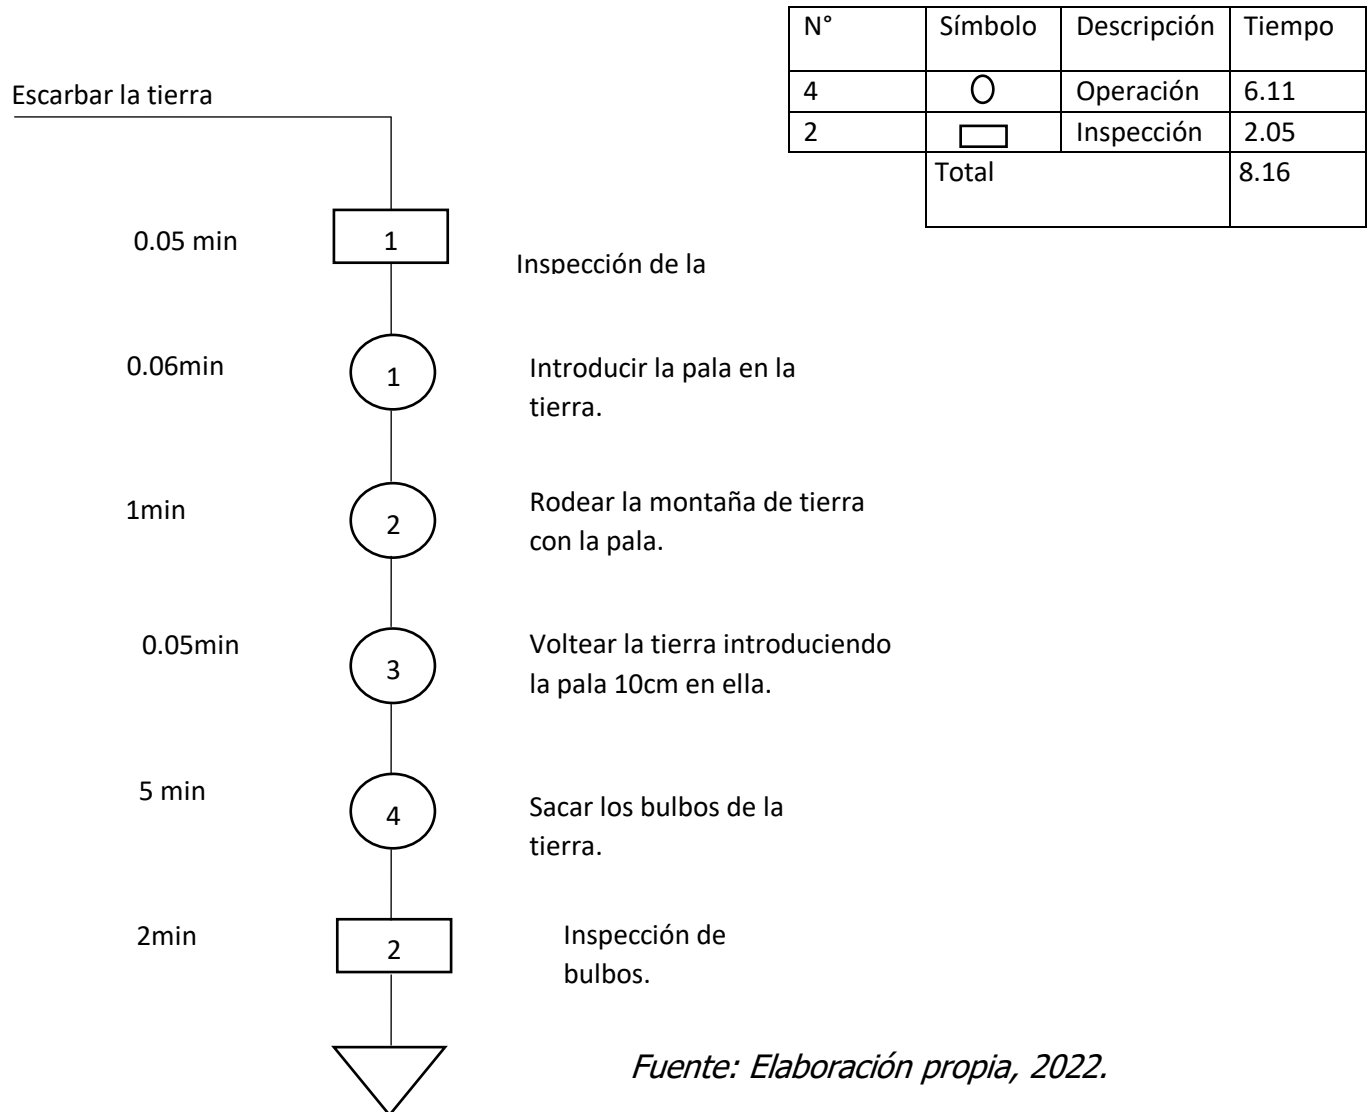 N° Símbolo Descripción Tiempo
4 Operación 6.11
2 Inspección 2.05
Total 8.16
Escarbar la tierra
0.05 min 1 Inspección de la
0.06min 1 Introducir la pala en la
tierra.
1min 2 Rodear la montaña de tierra
con la pala.
0.05min 3 Voltear la tierra introduciendo
la pala 10cm en ella.
5 min 4 Sacar los bulbos de la
tierra.
2min 2 Inspección de
bulbos.
Fuente: Elaboración propia, 2022.